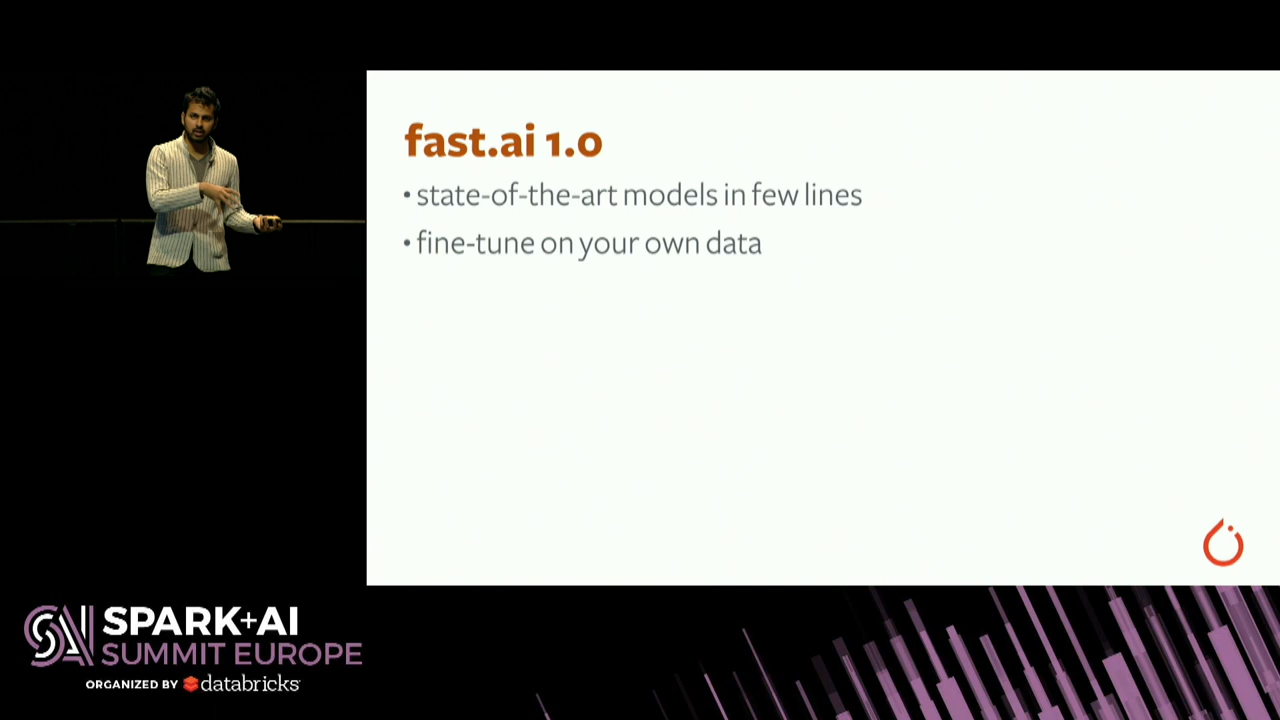 fast.ai 1.0
• state-of-the-art models in few lines
• fine-tune on your own data
SPARK+AI
SUMMIT EUROPE
ORGANIZED BY databricks